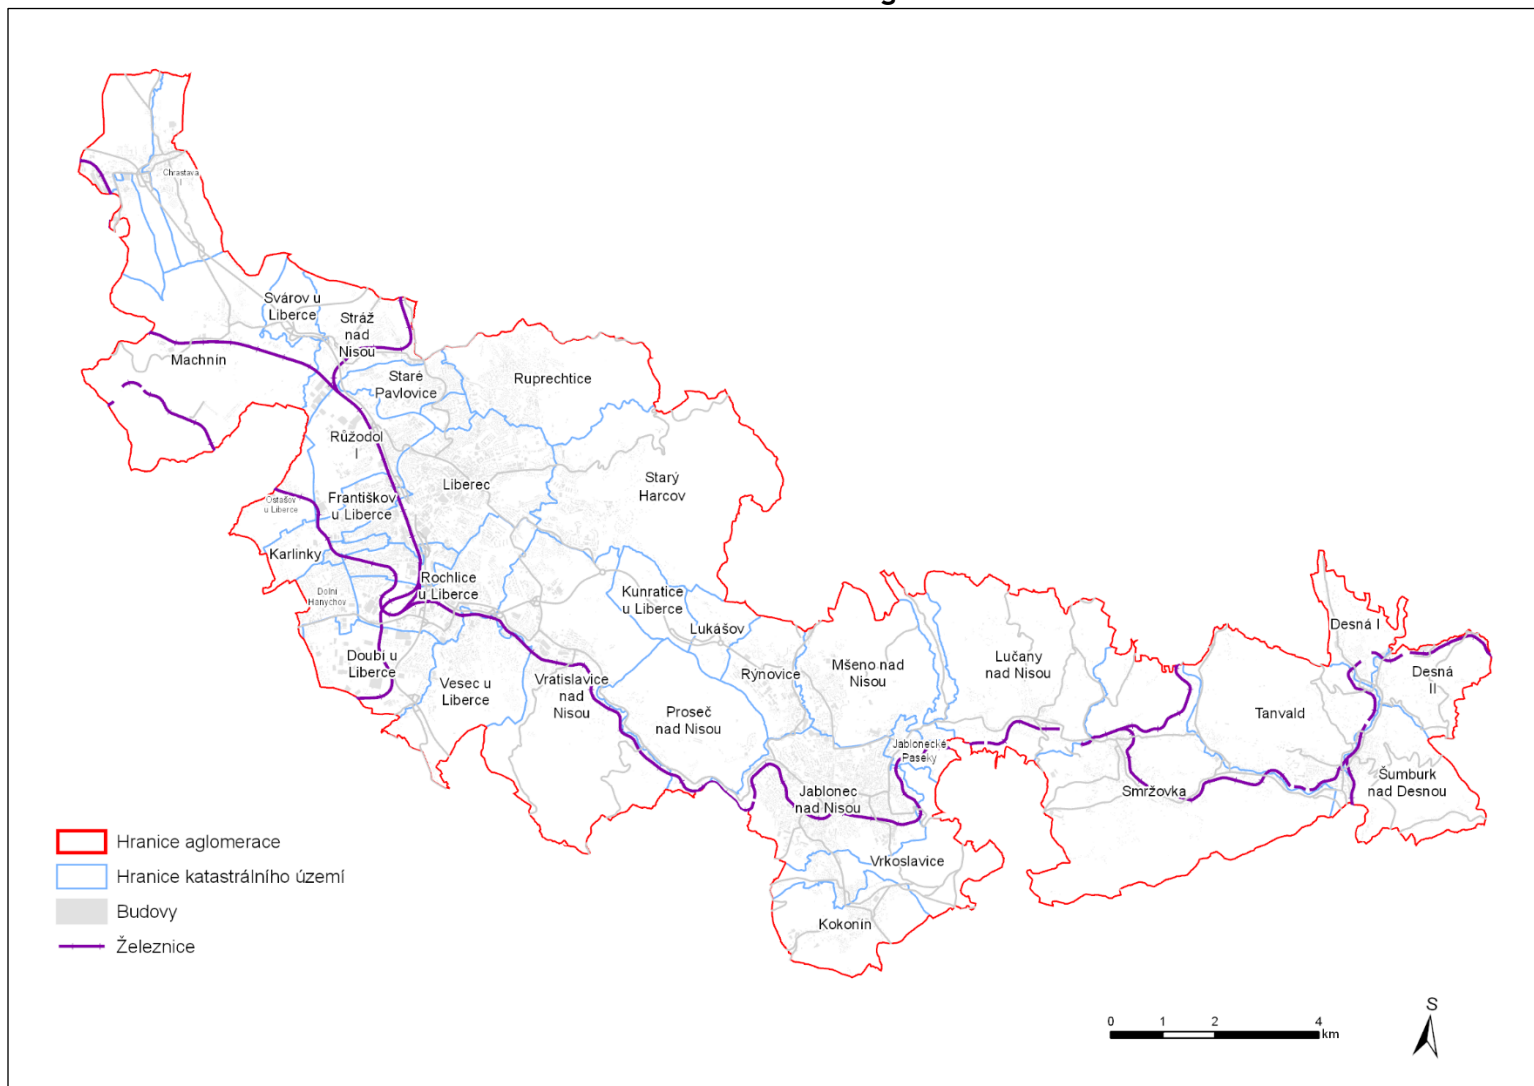 Chrastava
I
Svárov u
Liberce
Stráž
nad
Nisou
Machnín
Staré
Pavlovice
Ruprechtice
Růžodol
I
Liberec
Starý
Harcov
Ostašov
u Liberce
Františkov
u Liberce
Karlinky
Dolní
Hanychov
Rochlice
u Liberce
Kunratice
u Liberce
Lukášov
Doubí u
Liberce
Vesec u
Liberce
Vratislavice
nad
Nisou
Proseč
nad Nisou
Rýnovice
Mšeno nad
Nisou
Lučany
nad Nisou
Desná I
Desná
II
Tanvald
Jablonecké
Paseky
Jablonec
nad Nisou
Smržovka
Šumburk
nad Desnou
Vrkoslavice
Kokonín
Hranice aglomerace
Hranice katastrálního území
Budovy
Železnice
0 1 2 4
km
S